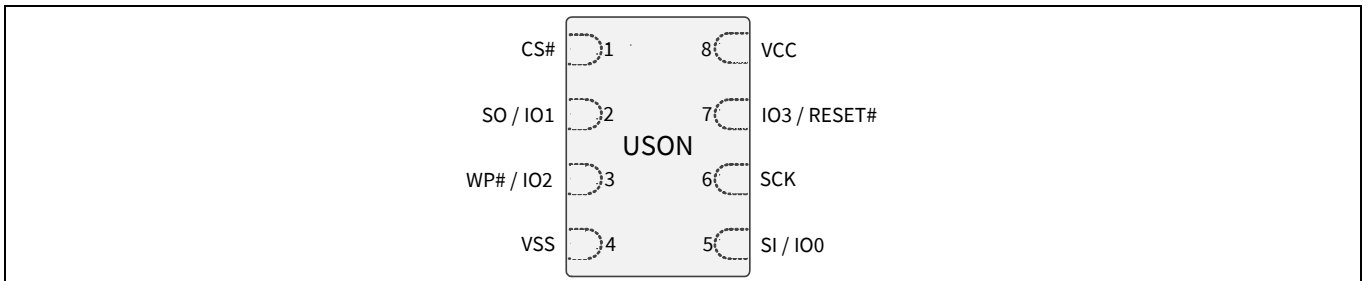 CS# 1 8 VCC
SO / IO1 2 7 IO3 / RESET#
USON
WP# / IO2 3 6 SCK
VSS 4 5 SI / IO0